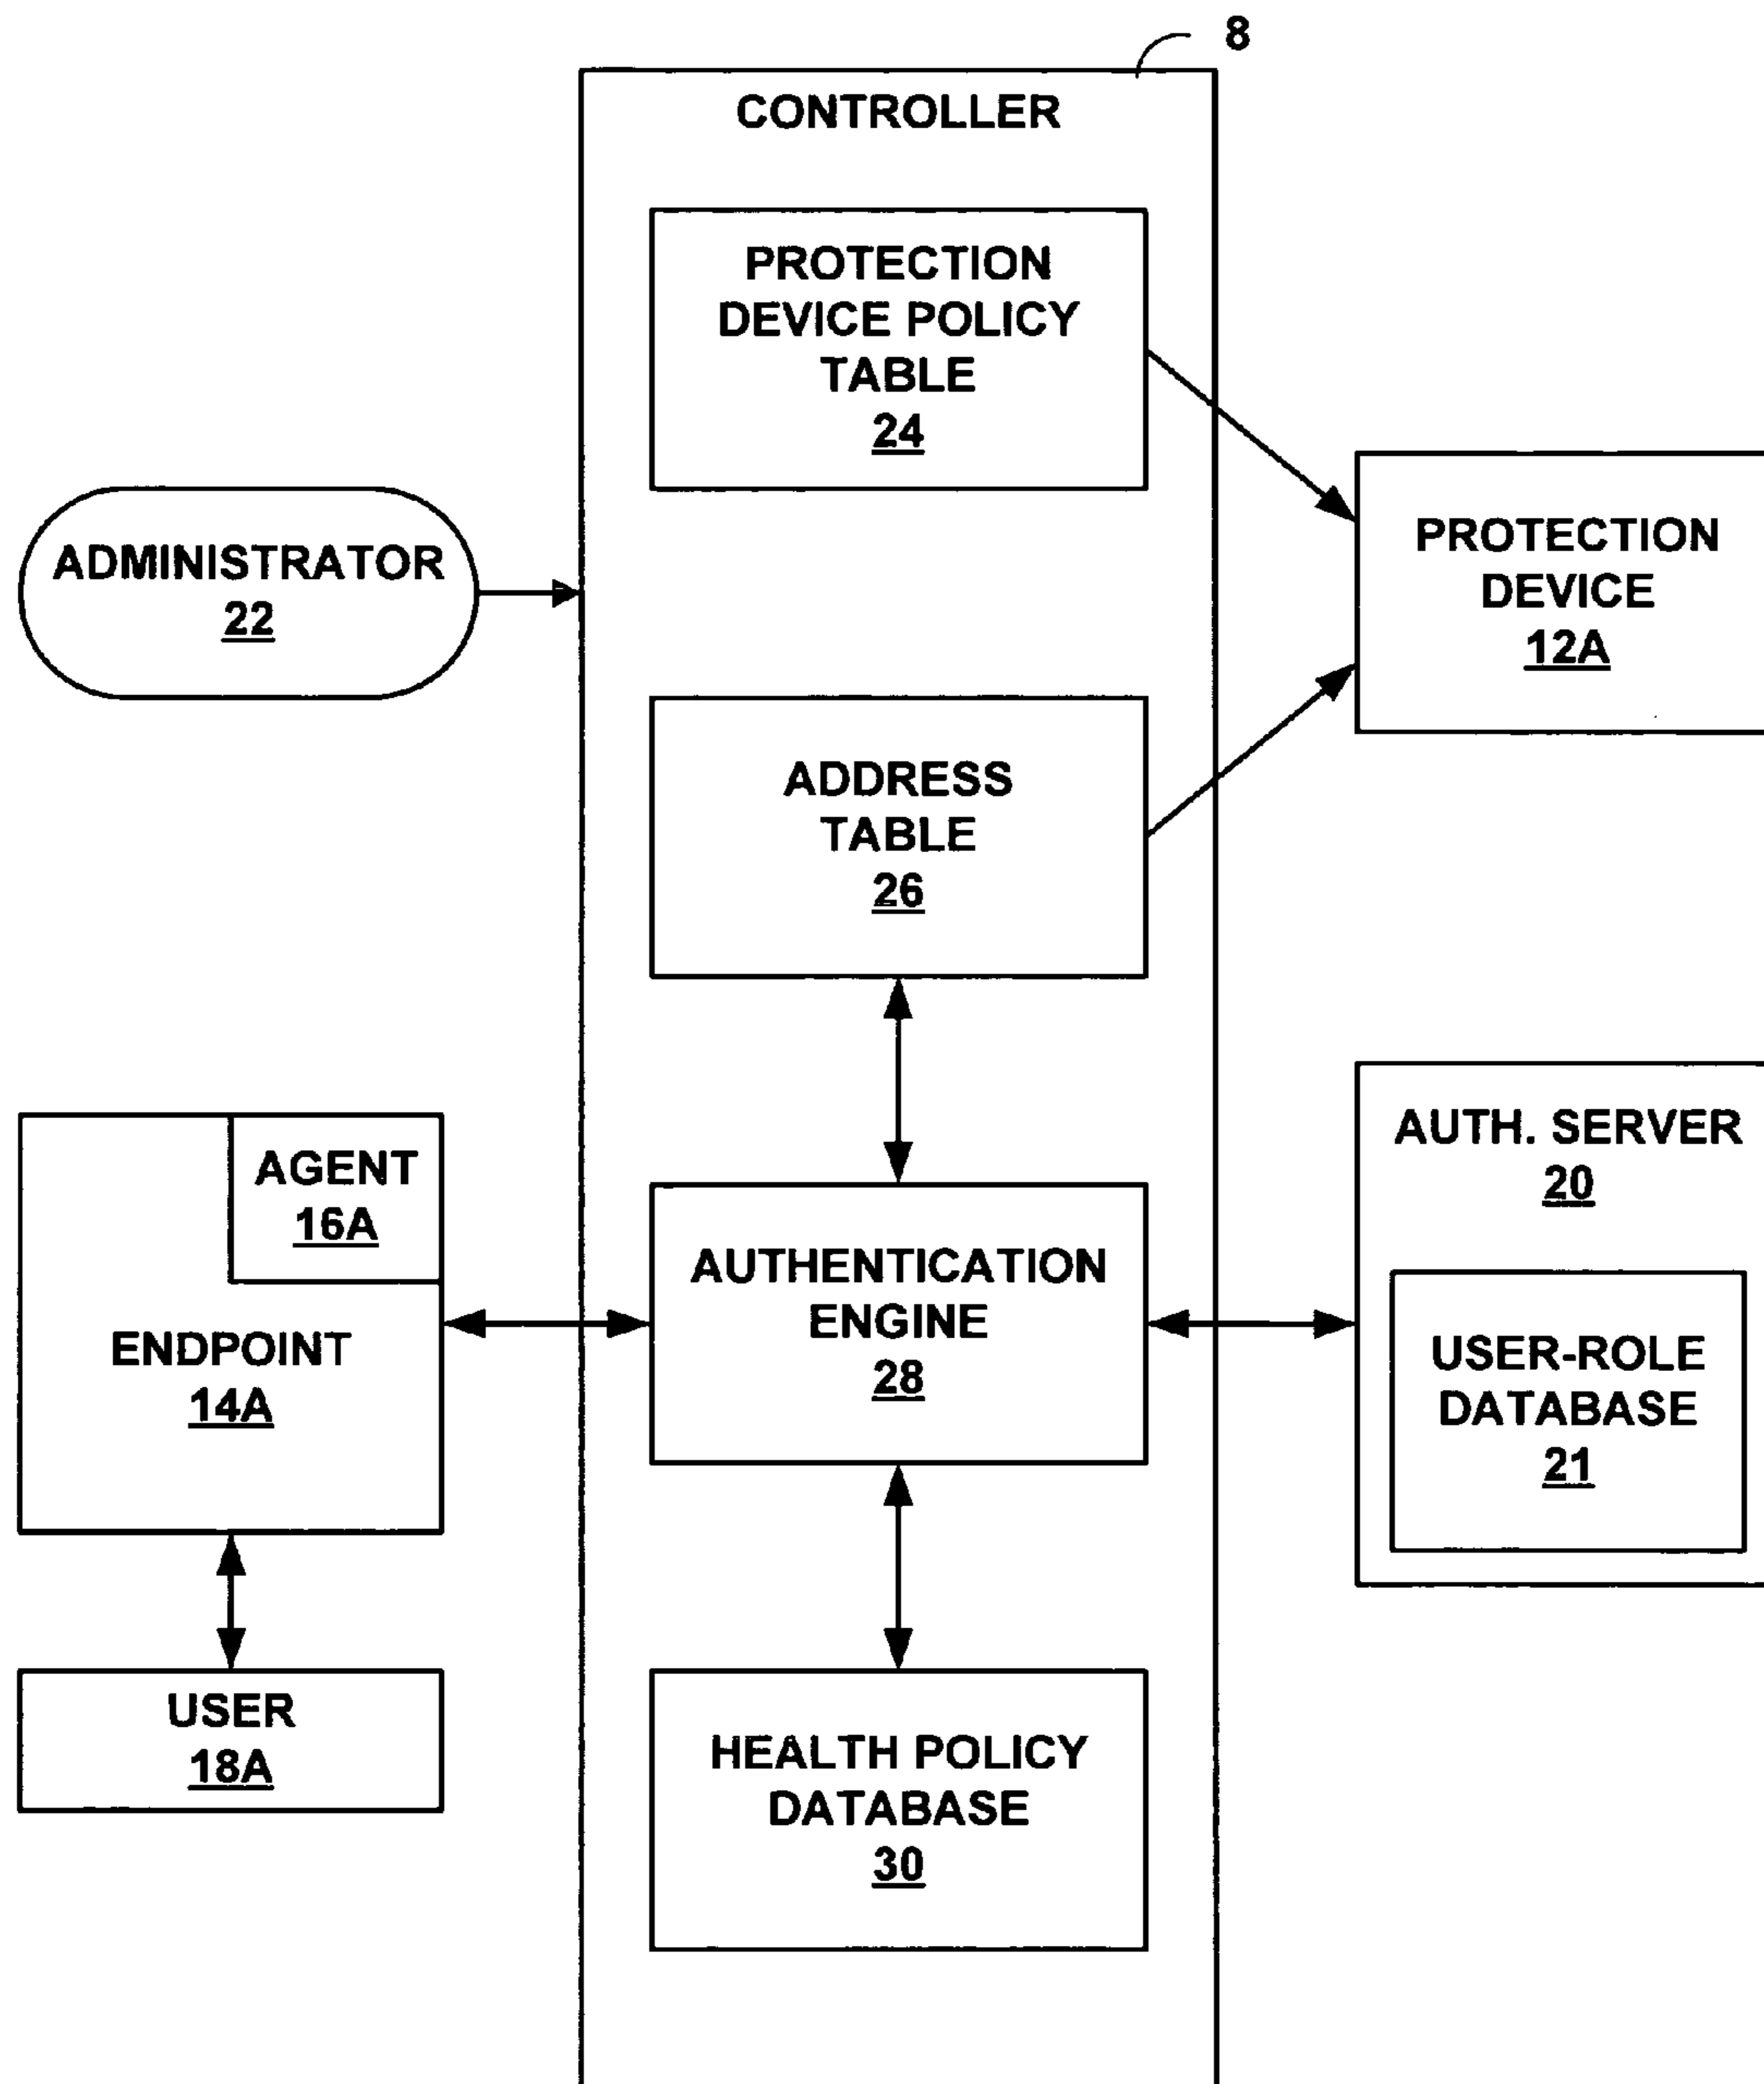 8
CONTROLLER
PROTECTION
DEVICE POLICY
TABLE
24
ADMINISTRATOR
22
PROTECTION
DEVICE
12A
ADDRESS
TABLE
26
AGENT
16A
ENDPOINT
14A
AUTHENTICATION
ENGINE
28
AUTH. SERVER
20
USER-ROLE
DATABASE
21
USER
18A
HEALTH POLICY
DATABASE
30